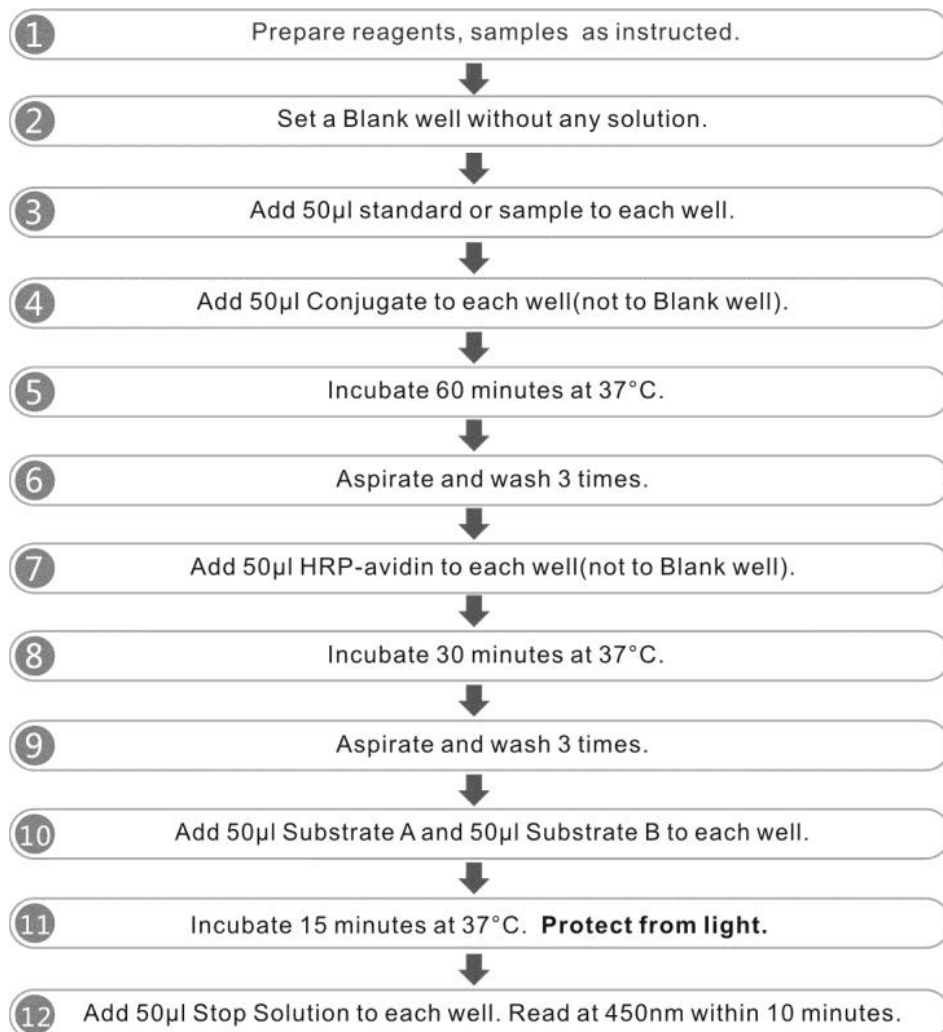 1 Prepare reagents, samples as instructed.
2 Set a Blank well without any solution.
3 Add 50µl standard or sample to each well.
4 Add 50µl Conjugate to each well(not to Blank well).
5 Incubate 60 minutes at 37°C.
6 Aspirate and wash 3 times.
7 Add 50µl HRP-avidin to each well(not to Blank well).
8 Incubate 30 minutes at 37°C.
9 Aspirate and wash 3 times.
10 Add 50µl Substrate A and 50µl Substrate B to each well.
11 Incubate 15 minutes at 37°C. Protect from light.
12 Add 50µl Stop Solution to each well. Read at 450nm within 10 minutes.